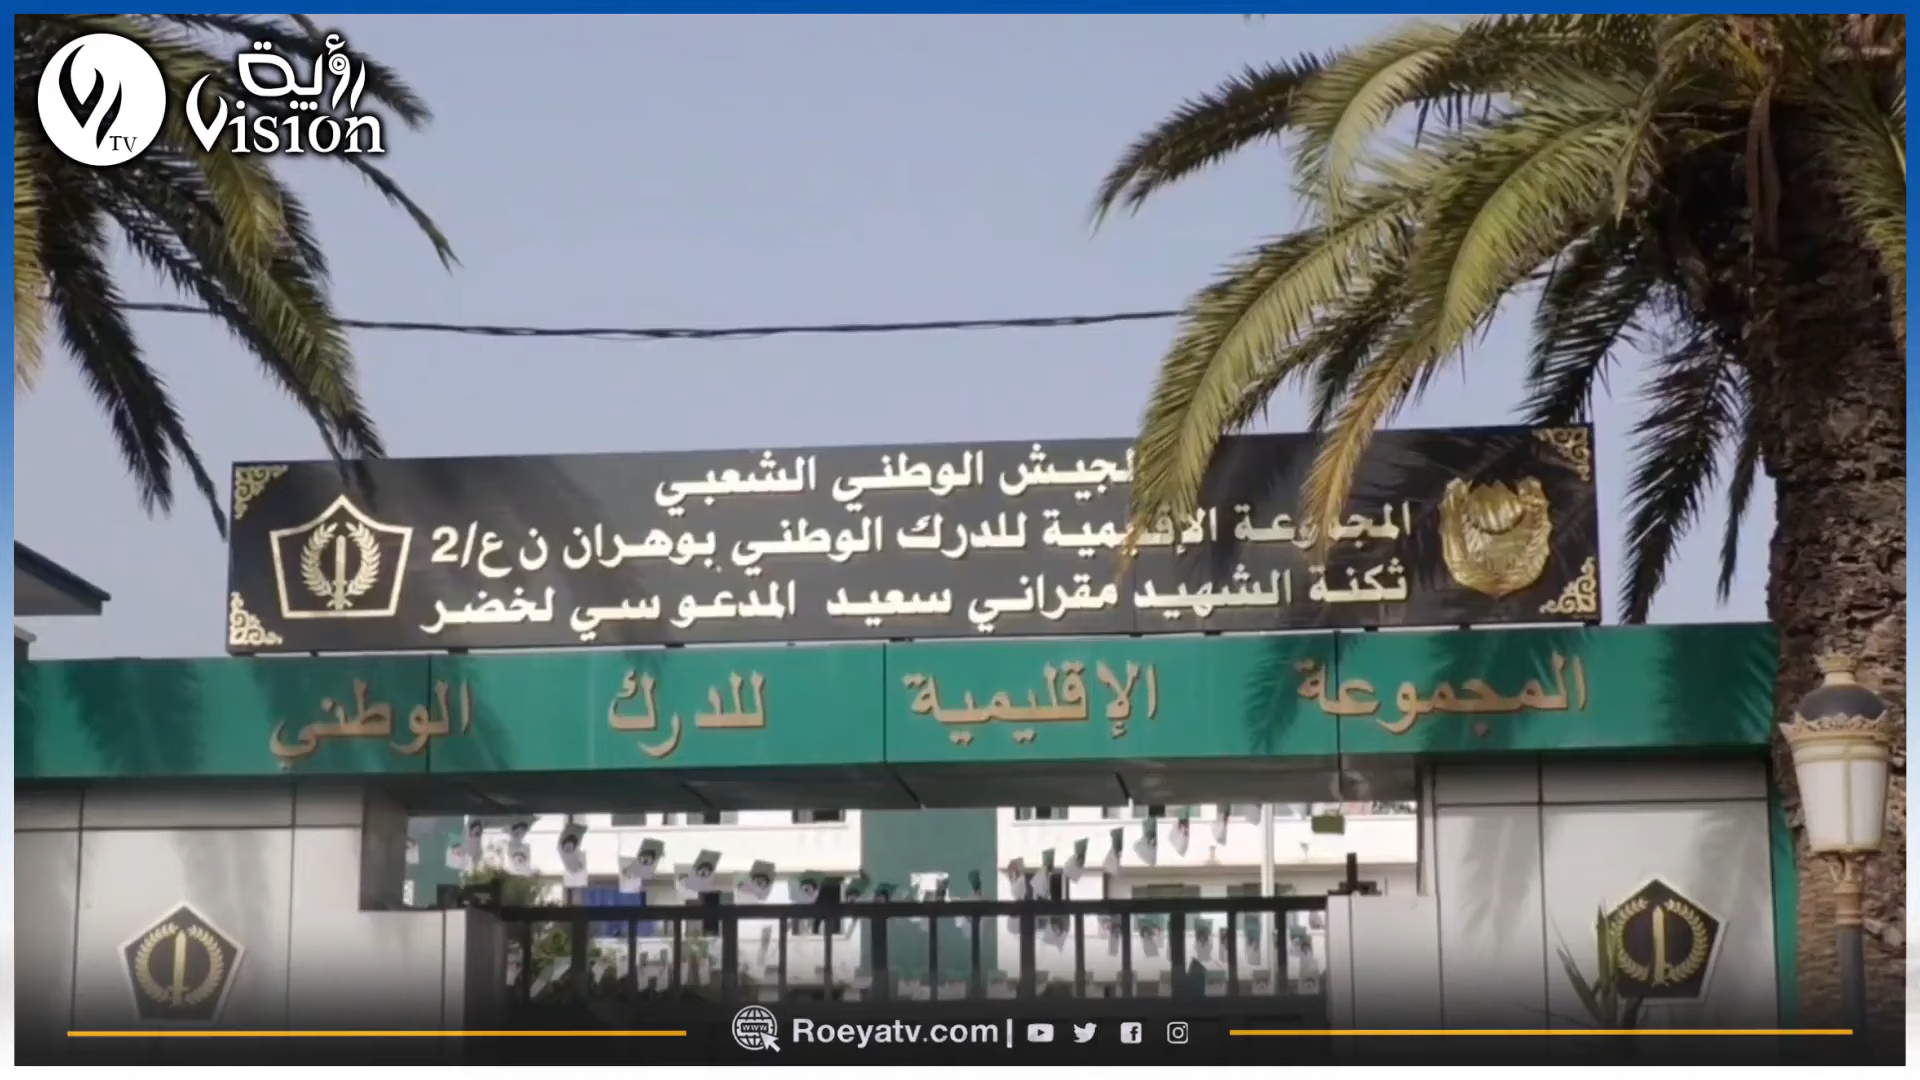 رؤية
Vision
TV
الجيش الوطني الشعبي
المجموعة الإقليمية للدرك الوطني بوهران ن ع/2
ثكنة الشهيد مقراني سعيد المدعو سي لخضر
المجموعة الإقليمية للدرك الوطني
www
Roeyatv.com